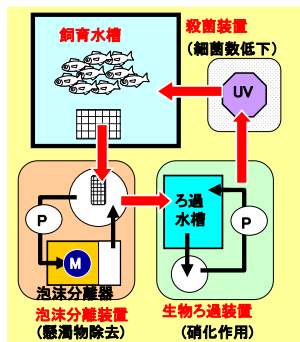 飼育水槽
殺菌装置
(細菌数低下)
UV
P
M
泡沫分離器
泡沫分離装置
(懸濁物除去)
ろ過
水槽
P
生物ろ過装置
(硝化作用)